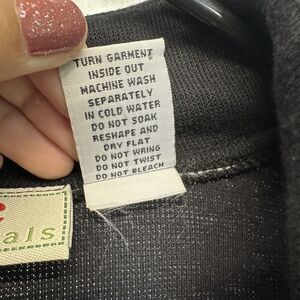 TURN GARMENT
INSIDE OUT
MACHINE WASH
SEPARATELY
IN COLD WATER
DO NOT SOAK
RESHAPE AND
DRY FLAT
DO NOT WRING
DO NOT TWIST
DO NOT BLEACH
als